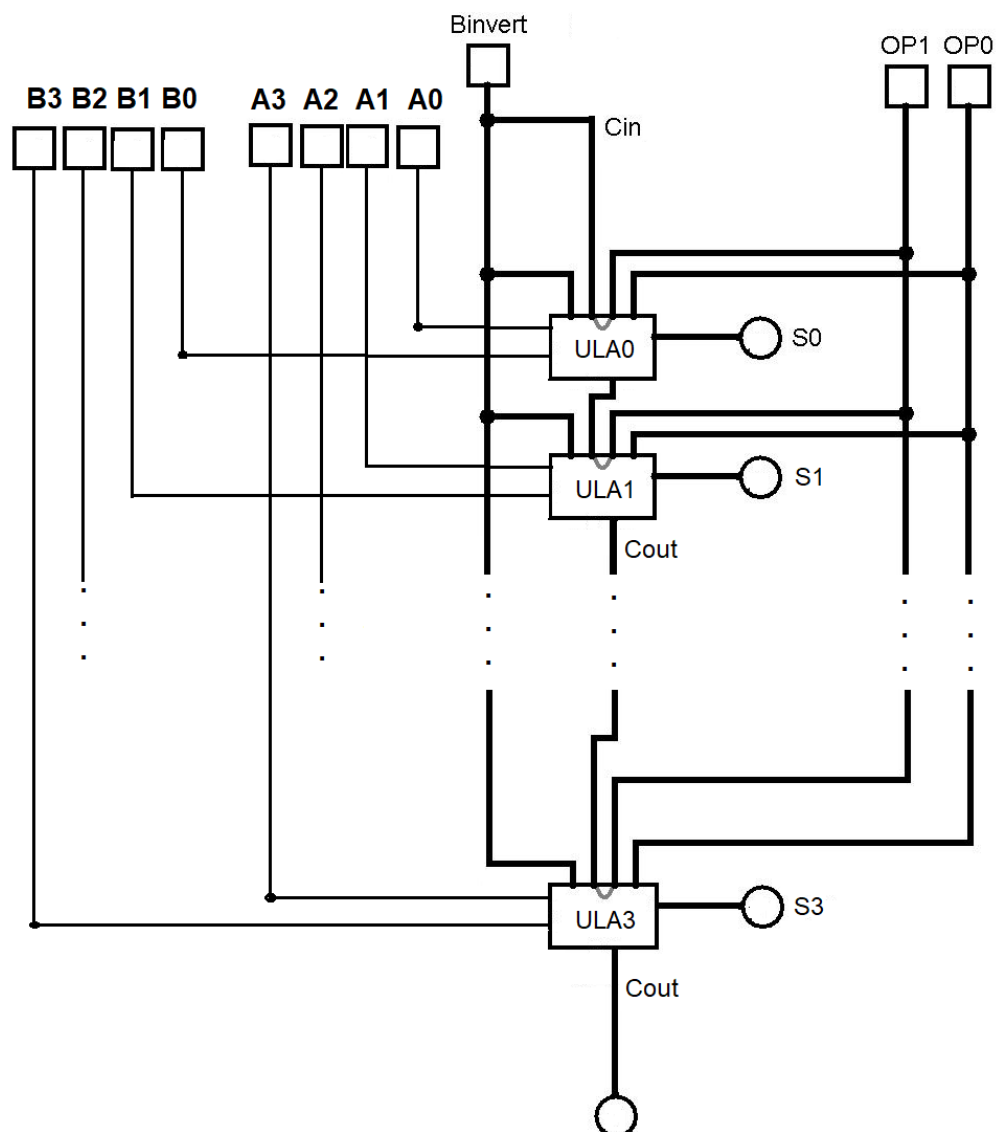 Binvert
OP1 OP0
B3 B2 B1 B0 A3 A2 A1 A0
Cin
ULA0 S0
ULA1 S1
Cout
ULA3 S3
Cout